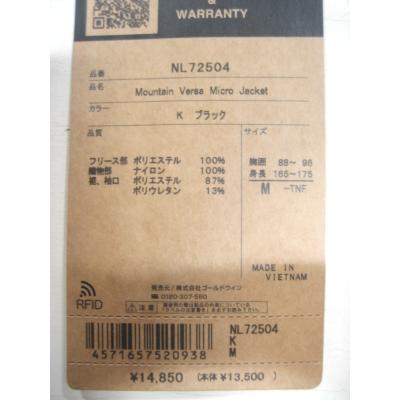 &
WARRANTY
品番 NL72504
品名 Mountain Versa Micro Jacket
カラー K ブラック
品質 サイズ
フリース部 ポリエステル 100% 胸囲 88~ 96
織物部 ナイロン 100% 身長 165~175
裾、袖口 ポリエステル 87% M -TNF
ポリウレタン 13%
MADE IN
VIETNAM
RFID
発売元/株式会社ゴールドウイン
0120-307-560
注意
NL72504
K
M
4571657520938
¥14,850 (本体 ¥13,500)